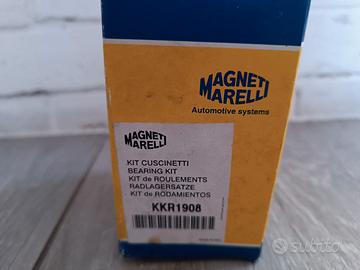 MAGNETI
MARELLI
Automotive systems
MAGNETI
MARELLI
KIT CUSCINETTI
BEARING KIT
KIT de ROULEMENTS
RADLAGERSATZE
KIT de RODAMIENTOS
KKR1908
subito